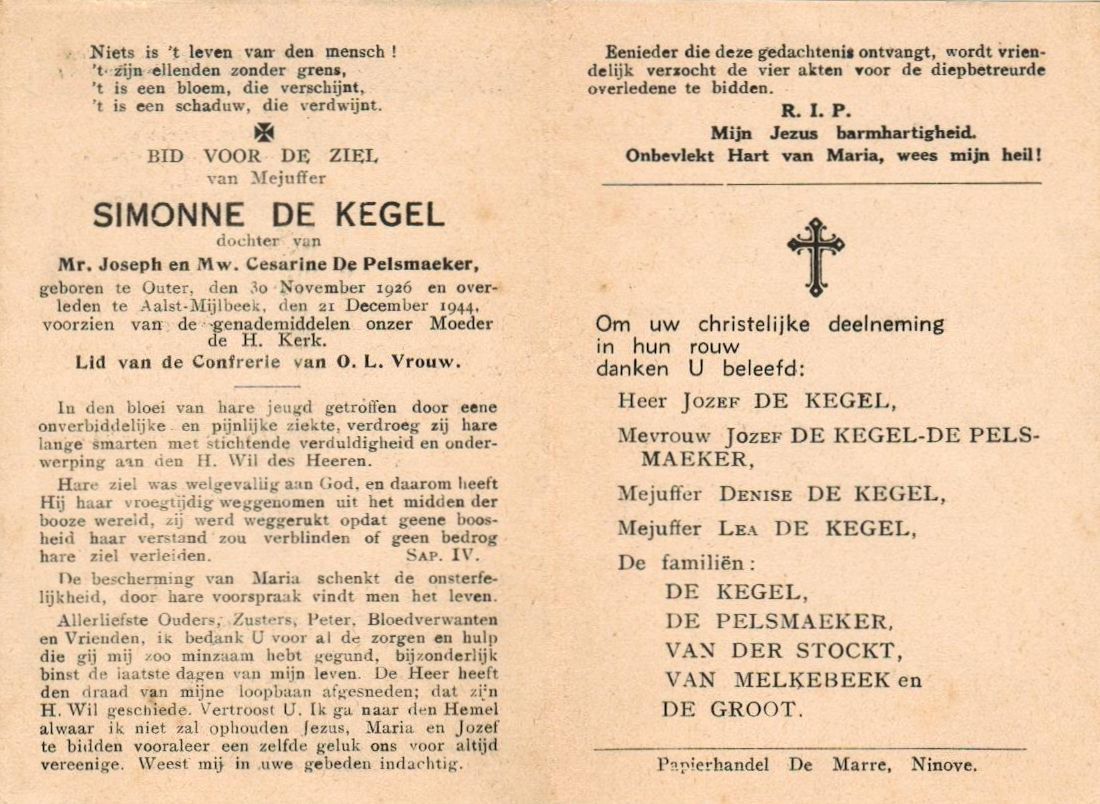 Niets is 't leven van den mensch !
't zijn ellenden zonder grens,
't is een bloem, die verschijnt,
't is een schaduw, die verdwijnt.
BID VOOR DE ZIEL
van Mejuffer
SIMONNE DE KEGEL
dochter van
Mr. Joseph en Mw. Cesarine De Pelsmaeker,
geboren te Outer, den 30 November 1926 en over-
leden te Aalst-Mijlbeek, den 21 December 1944,
voorzien van de genademiddelen onzer Moeder
de H. Kerk.
Lid van de Confrerie van O. L. Vrouw.
In den bloei van hare jeugd getroffen door eene
onverbiddelijke en pijnlijke ziekte, verdroeg zij hare
lange smarten met stichtende verduldigheid en onder-
werping aan den H. Wil des Heeren.
Hare ziel was welgevallig aan God, en daarom heeft
Hij haar vroegtijdig weggenomen uit het midden der
booze wereld, zij werd weggerukt opdat geene boos-
heid haar verstand zou verblinden of geen bedrog
hare ziel verleiden. SAP. IV.
De bescherming van Maria schenkt de onsterfe-
lijkheid, door hare voorspraak vindt men het leven.
Allerliefste Ouders, Zusters, Peter, Bloedverwanten
en Vrienden, ik bedank U voor al de zorgen en hulp
die gij mij zoo minzaam hebt gegund, bijzonderlijk
binst de laatste dagen van mijn leven. De Heer heeft
den draad van mijne loopbaan afgesneden; dat zijn
H. Wil geschiede. Vertroost U. Ik ga naar den Hemel
alwaar ik niet zal ophouden Jezus, Maria en Jozef
te bidden vooraleer een zelfde geluk ons voor altijd
vereenige. Weest mij in uwe gebeden indachtig.
Eenieder die deze gedachtenis ontvangt, wordt vrien-
delijk verzocht de vier akten voor de diepbetreurde
overledene te bidden.
R. I. P.
Mijn Jezus barmhartigheid.
Onbevlekt Hart van Maria, wees mijn heil!
Om uw christelijke deelneming
in hun rouw
danken U beleefd:
Heer JOZEF DE KEGEL,
Mevrouw JOZEF DE KEGEL-DE PELS-
MAEKER,
Mejuffer DENISE DE KEGEL,
Mejuffer LEA DE KEGEL,
De familiën:
DE KEGEL,
DE PELSMAEKER,
VAN DER STOCKT,
VAN MELKEBEEK en
DE GROOT.
Papierhandel De Marre, Ninove.